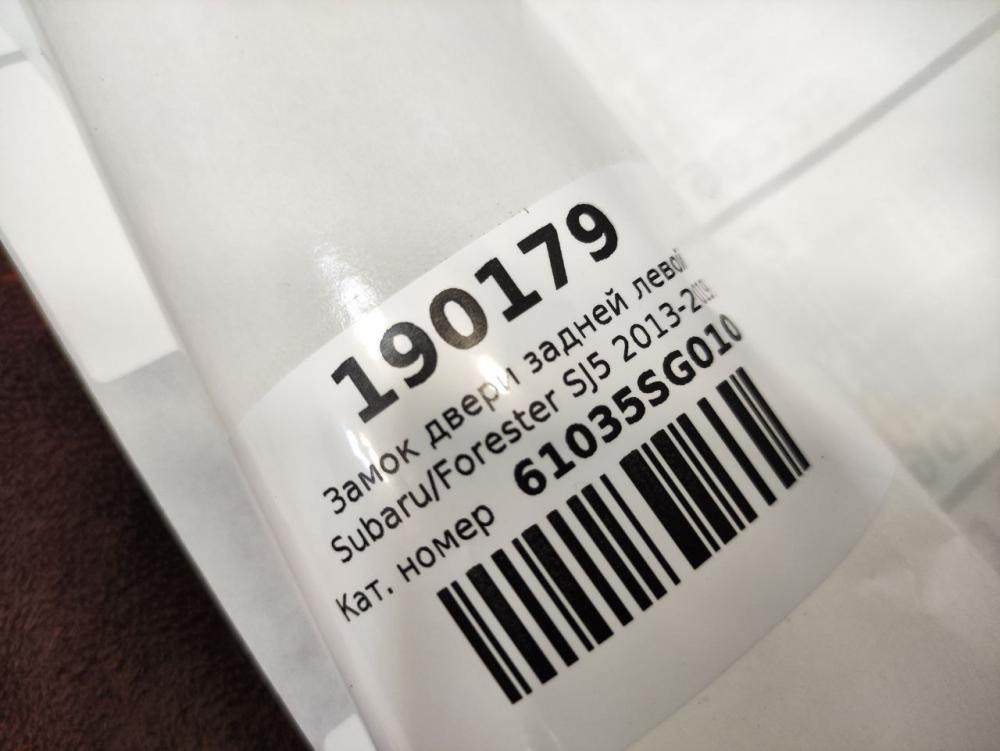 190179
Замок двери задней левой
Subaru/Forester SJ5 2013-2019
Кат. номер 61035SG010